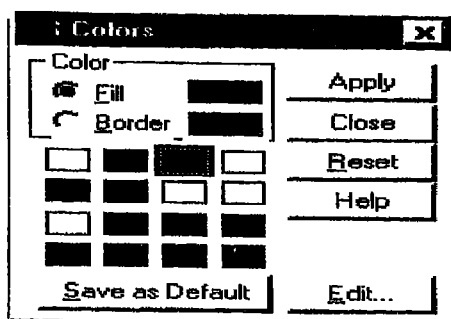 Colors
Color
Fill
Border
Apply
Close
Reset
Help
Save as Default
Edit...